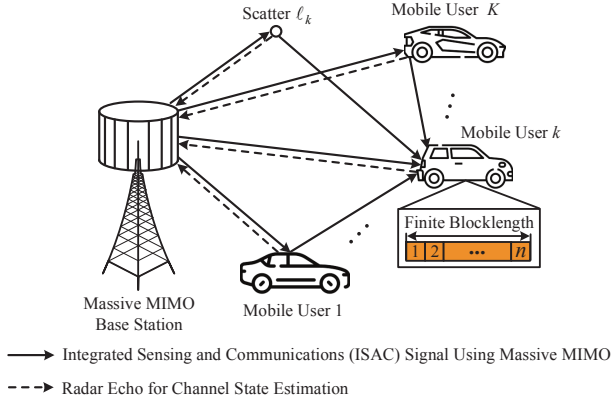 Scatter ℓₖ
Mobile User K
Mobile User k
Finite Blocklength
1 2 ••• n
Massive MIMO
Base Station
Mobile User 1
Integrated Sensing and Communications (ISAC) Signal Using Massive MIMO
Radar Echo for Channel State Estimation